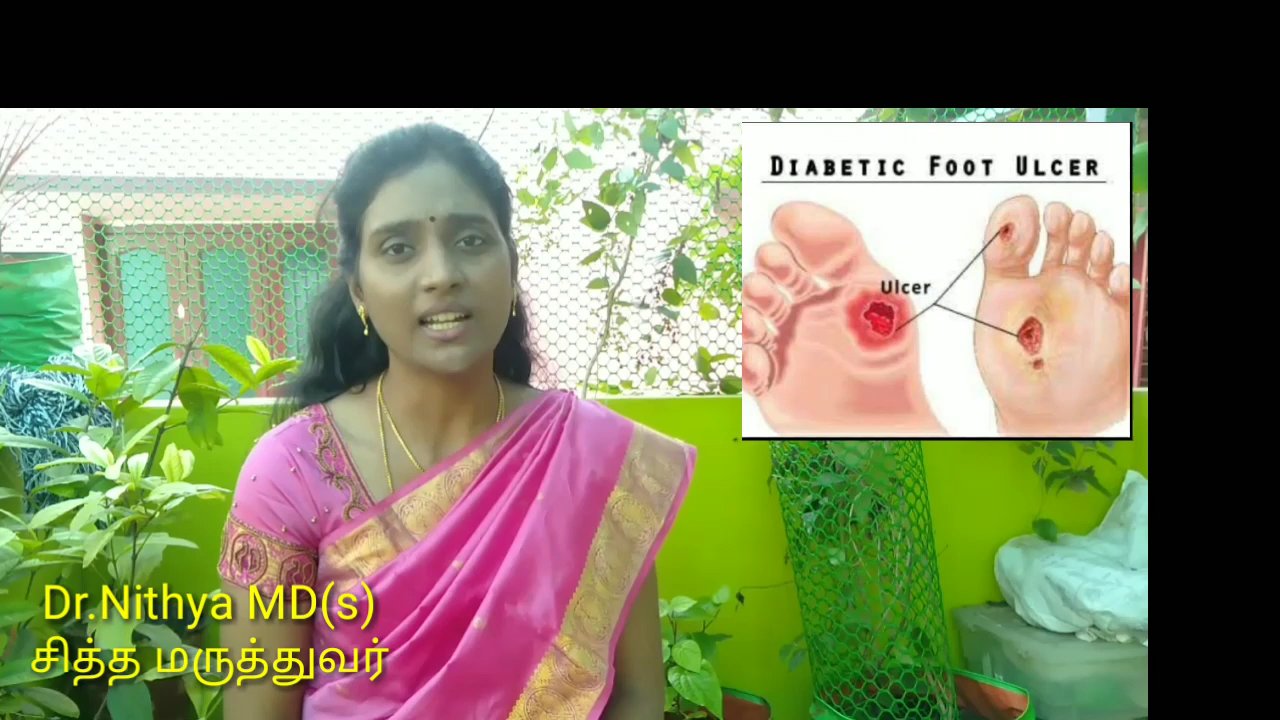 DIABETIC FOOT ULCER
Ulcer
Dr.Nithya MD(s)
சித்த மருத்துவர்